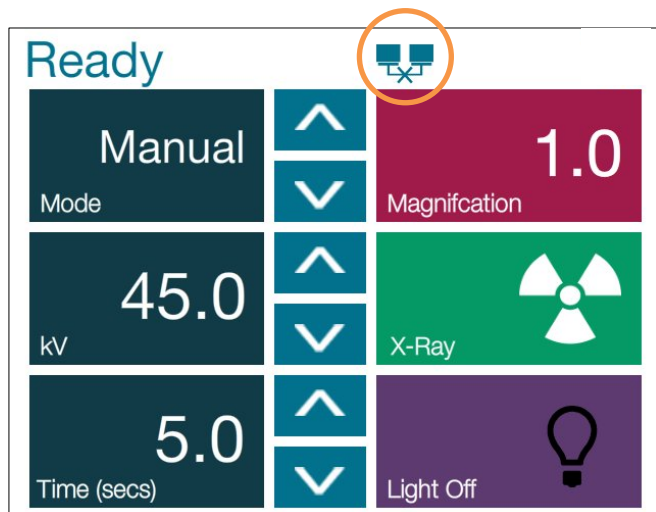 Ready
Manual
Mode
1.0
Magnifcation
45.0
kV
X-Ray
5.0
Time (secs)
Light Off